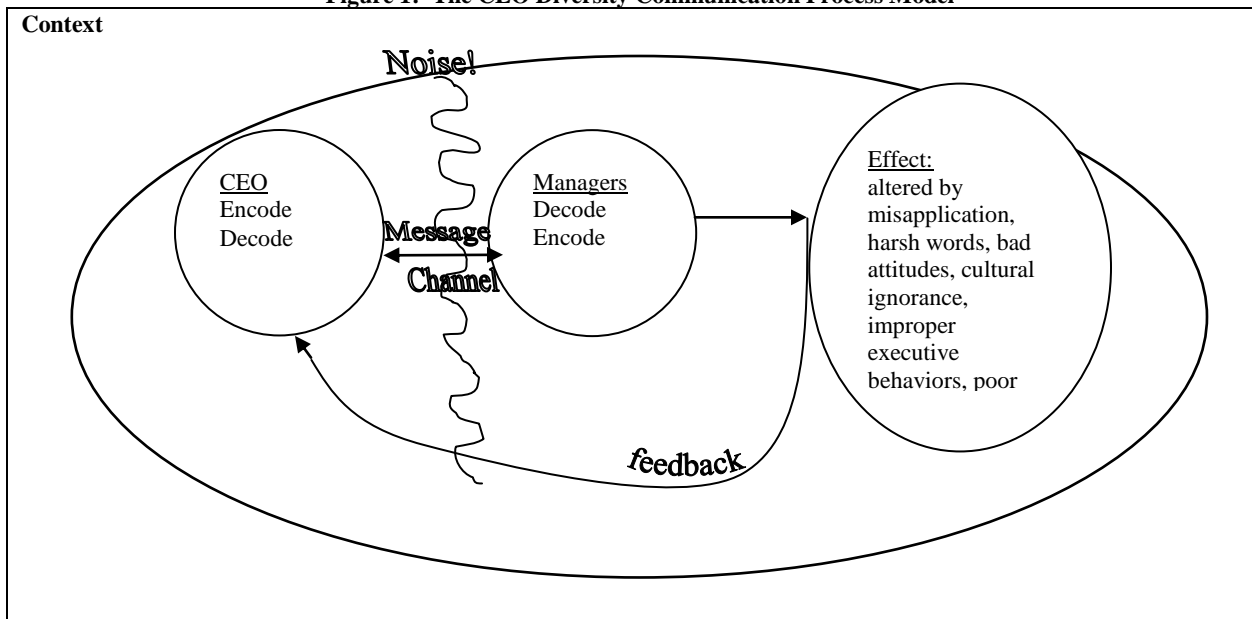 Figure 1: The CEO Diversity Communication Process Model
Context
Noise!
CEO
Encode
Decode
Message
Channel
Managers
Decode
Encode
Effect:
altered by
misapplication,
harsh words, bad
attitudes, cultural
ignorance,
improper
executive
behaviors, poor
feedback